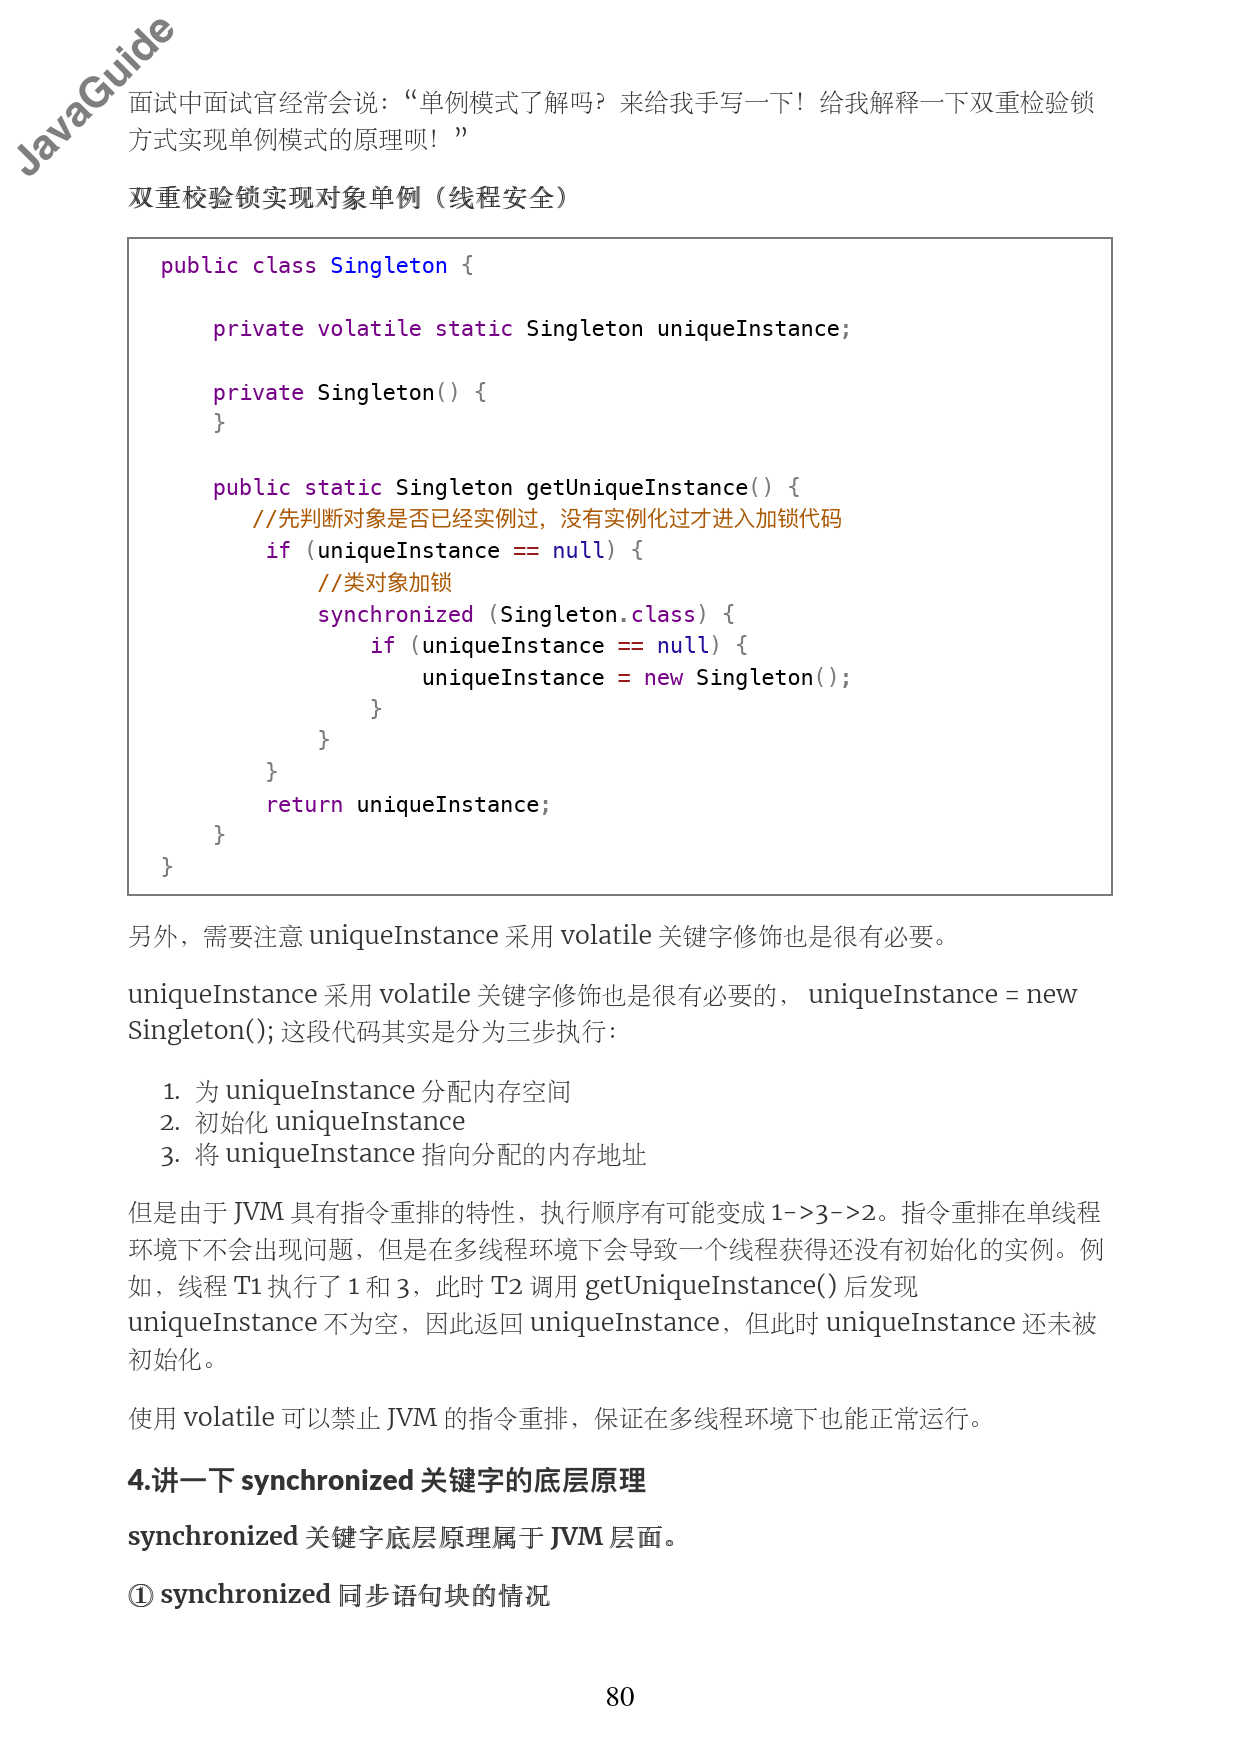 JavaGuide
面试中面试官经常会说：“单例模式了解吗？来给我手写一下！给我解释一下双重检验锁
方式实现单例模式的原理呗！”
双重校验锁实现对象单例（线程安全）
public class Singleton {
    private volatile static Singleton uniqueInstance;
    private Singleton() {
    }
    public static Singleton getUniqueInstance() {
       //先判断对象是否已经实例过，没有实例化过才进入加锁代码
        if (uniqueInstance == null) {
            //类对象加锁
            synchronized (Singleton.class) {
                if (uniqueInstance == null) {
                    uniqueInstance = new Singleton();
                }
            }
        }
        return uniqueInstance;
    }
}
另外，需要注意 uniqueInstance 采用 volatile 关键字修饰也是很有必要。
uniqueInstance 采用 volatile 关键字修饰也是很有必要的， uniqueInstance = new
Singleton(); 这段代码其实是分为三步执行：
1. 为 uniqueInstance 分配内存空间
2. 初始化 uniqueInstance
3. 将 uniqueInstance 指向分配的内存地址
但是由于 JVM 具有指令重排的特性，执行顺序有可能变成 1->3->2。指令重排在单线程
环境下不会出现问题，但是在多线程环境下会导致一个线程获得还没有初始化的实例。例
如，线程 T1 执行了 1 和 3，此时 T2 调用 getUniqueInstance() 后发现
uniqueInstance 不为空，因此返回 uniqueInstance，但此时 uniqueInstance 还未被
初始化。
使用 volatile 可以禁止 JVM 的指令重排，保证在多线程环境下也能正常运行。
4.讲一下 synchronized 关键字的底层原理
synchronized 关键字底层原理属于 JVM 层面。
① synchronized 同步语句块的情况
80